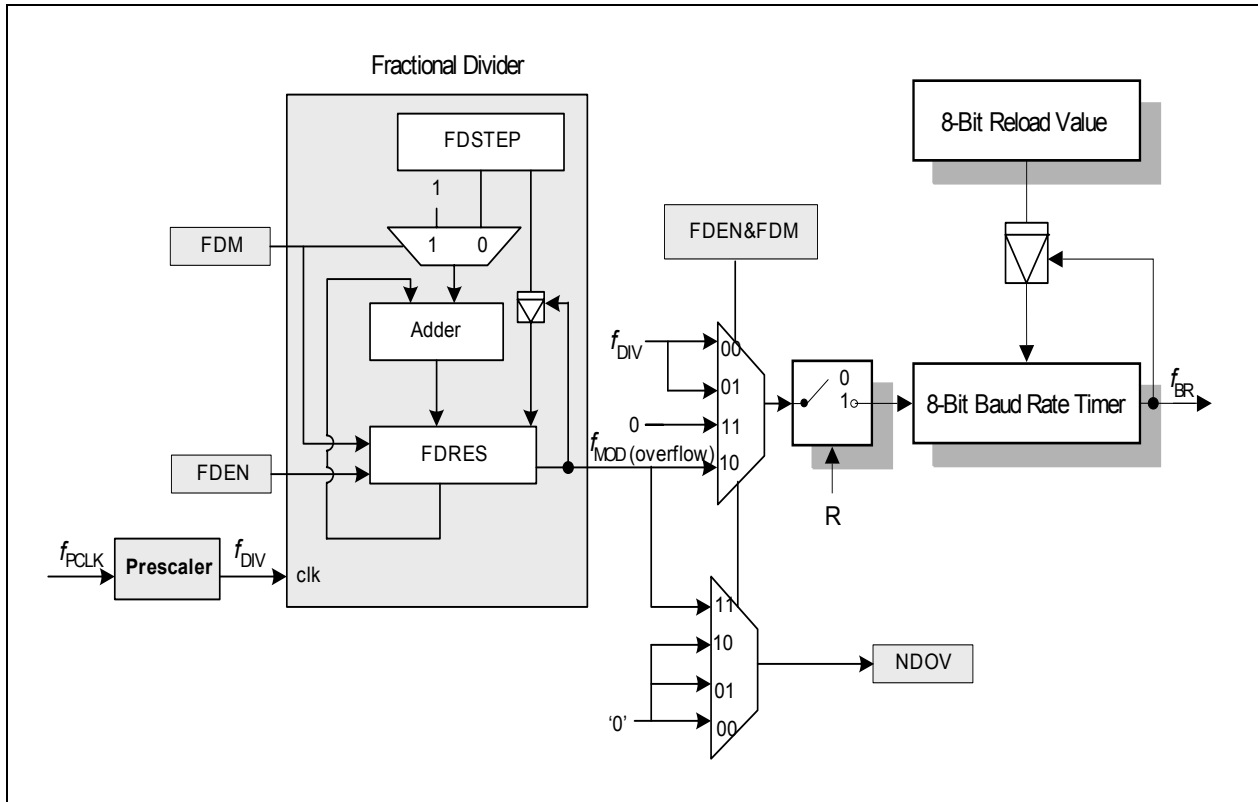 Fractional Divider
FDSTEP
8-Bit Reload Value
1
FDM
1 0
FDEN&FDM
Adder
fDIV
00
01
0
11
fMOD (overflow)
10
0
1
8-Bit Baud Rate Timer
fBR
FDRES
FDEN
R
fPCLK
Prescaler
fDIV
clk
11
10
01
'0'
00
NDOV